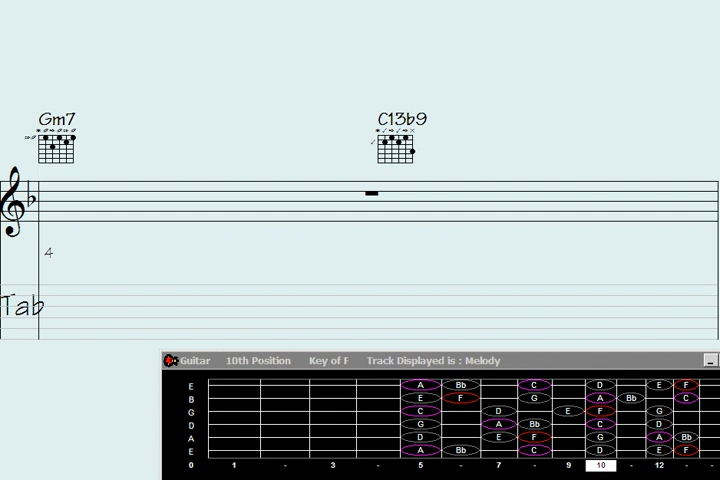 Gm7 C13b9
4
Tab
Guitar 10th Position Key of F Track Displayed is : Melody
E A Bb C D E F
B E F G A Bb C
G C D E F G
D G A Bb C D
A D E F G A Bb
E A Bb C D E F
0 1 - 3 - 5 - 7 - 9 10 - 12 - -